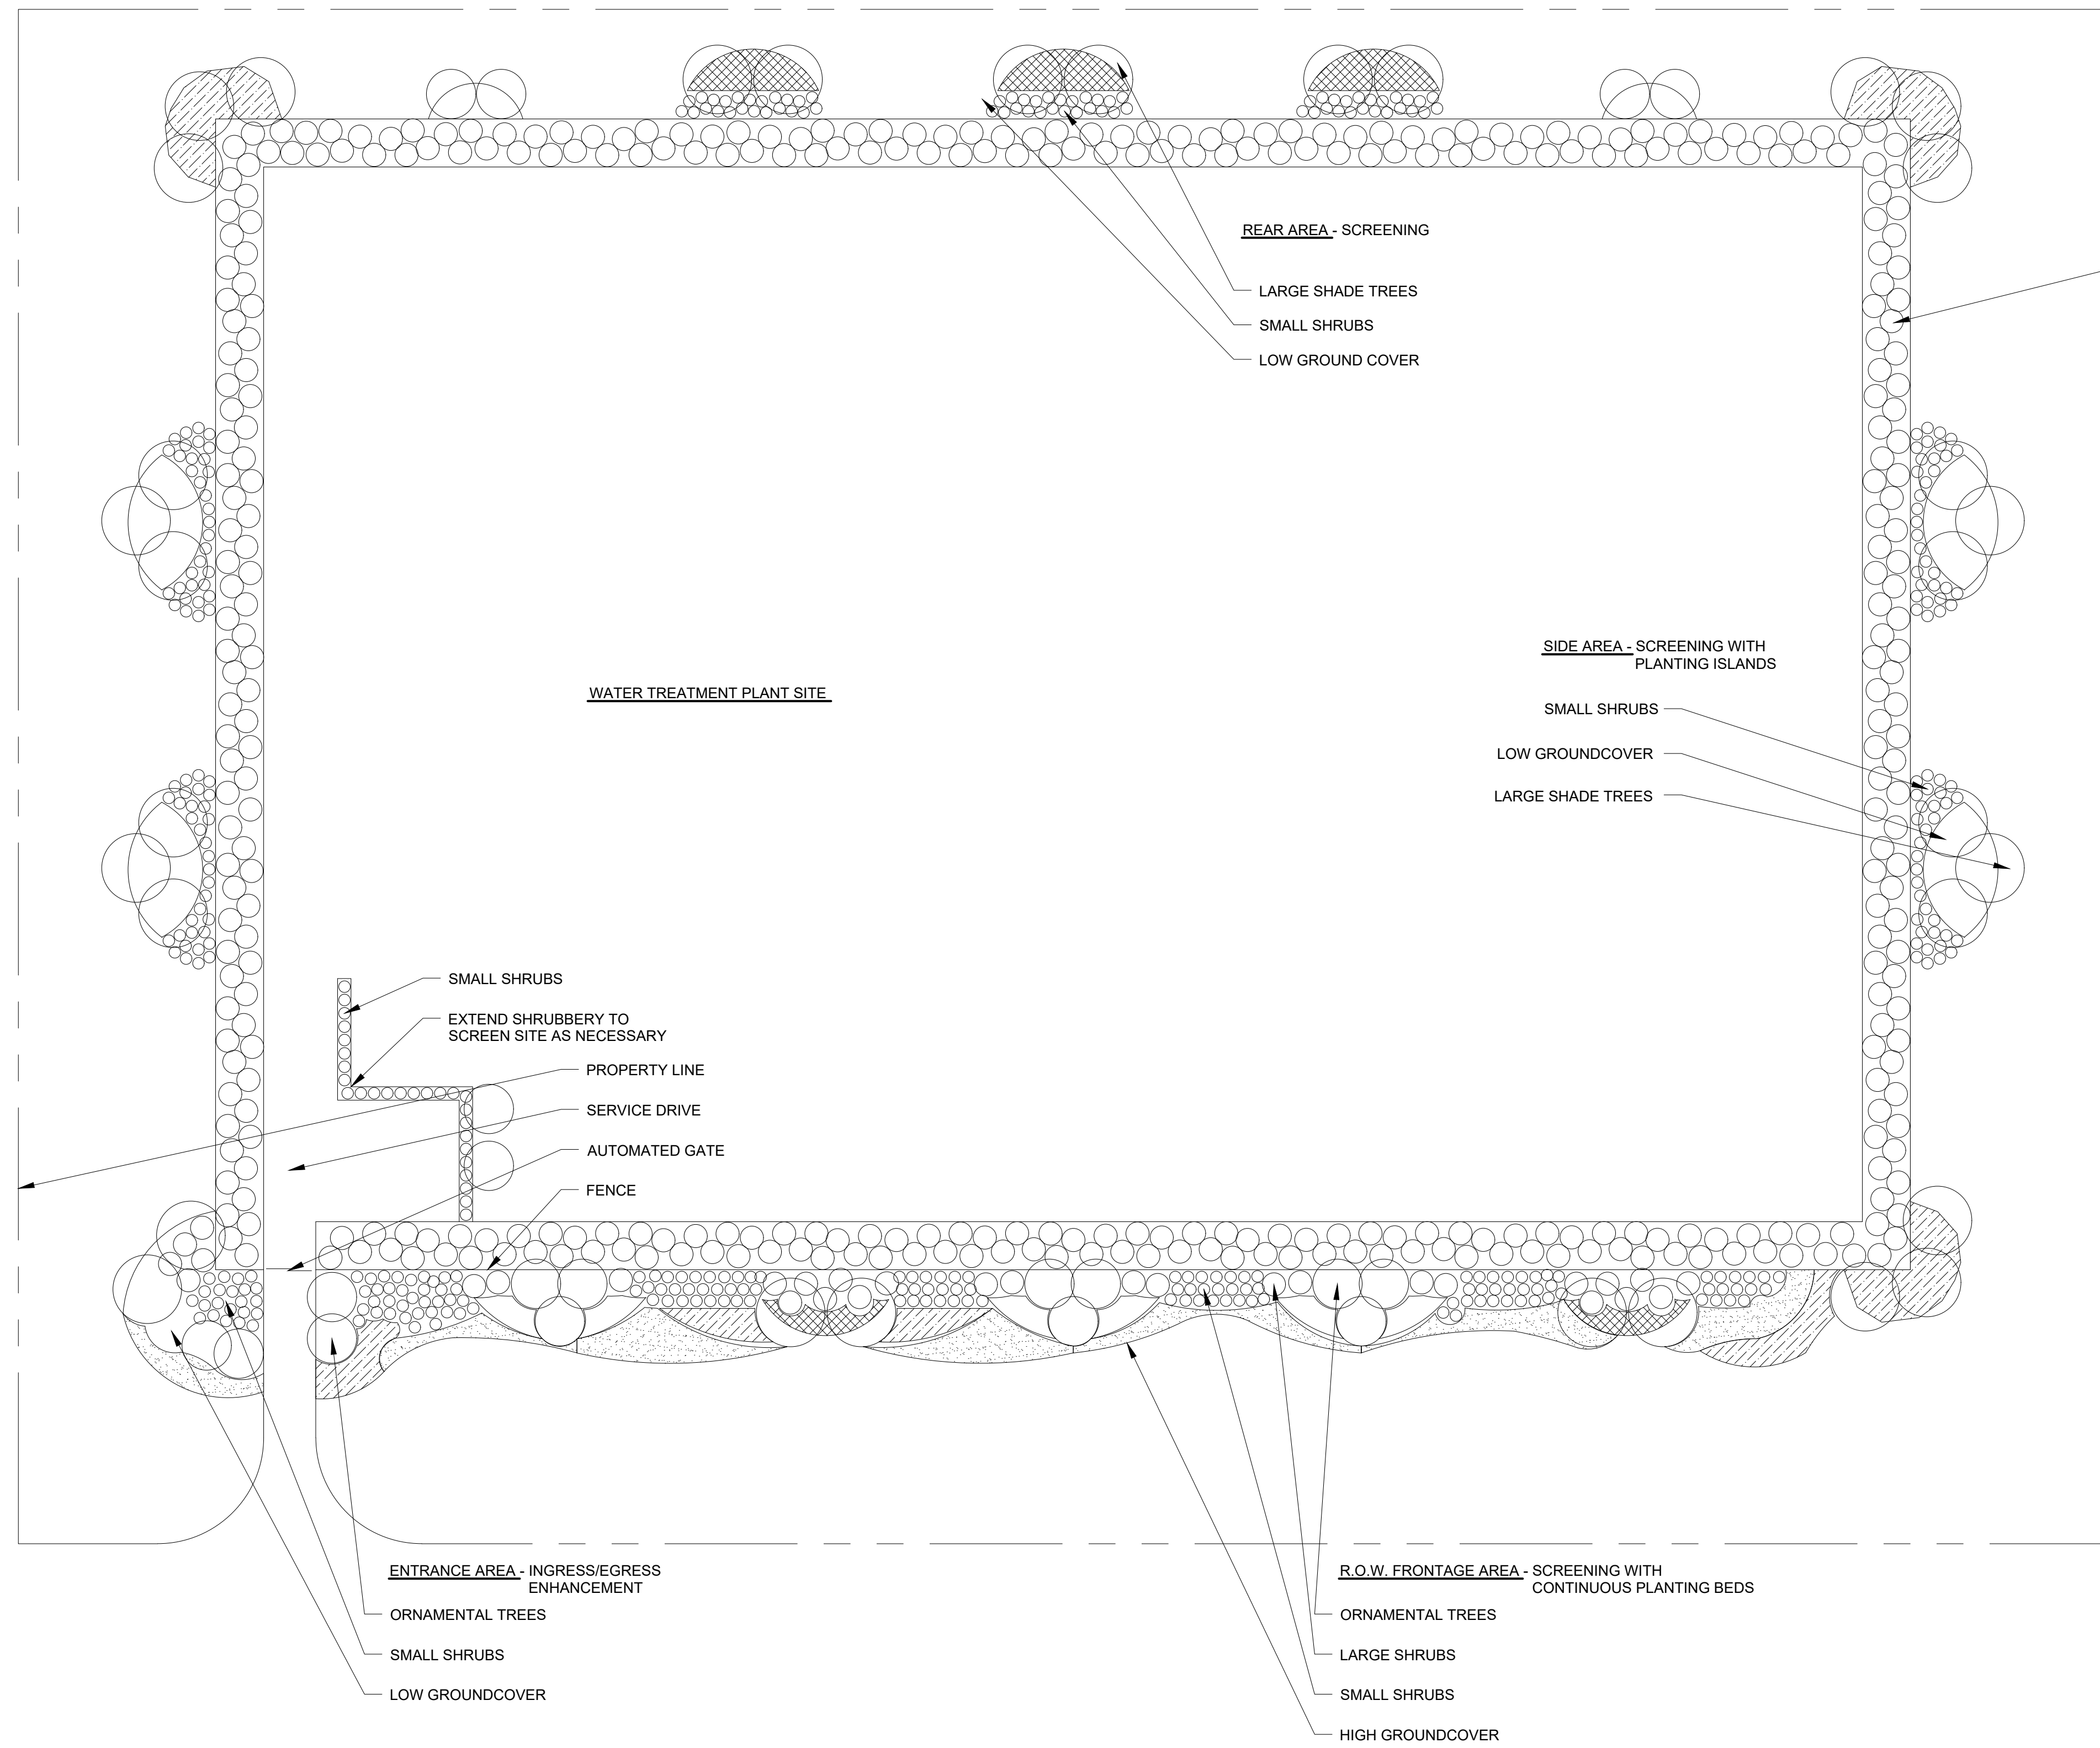 REAR AREA - SCREENING
LARGE SHADE TREES
SMALL SHRUBS
LOW GROUND COVER
SIDE AREA - SCREENING WITH
PLANTING ISLANDS
SMALL SHRUBS
LOW GROUNDCOVER
LARGE SHADE TREES
WATER TREATMENT PLANT SITE
SMALL SHRUBS
EXTEND SHRUBBERY TO
SCREEN SITE AS NECESSARY
PROPERTY LINE
SERVICE DRIVE
AUTOMATED GATE
FENCE
ENTRANCE AREA - INGRESS/EGRESS
ENHANCEMENT
ORNAMENTAL TREES
SMALL SHRUBS
LOW GROUNDCOVER
R.O.W. FRONTAGE AREA - SCREENING WITH
CONTINUOUS PLANTING BEDS
ORNAMENTAL TREES
LARGE SHRUBS
SMALL SHRUBS
HIGH GROUNDCOVER